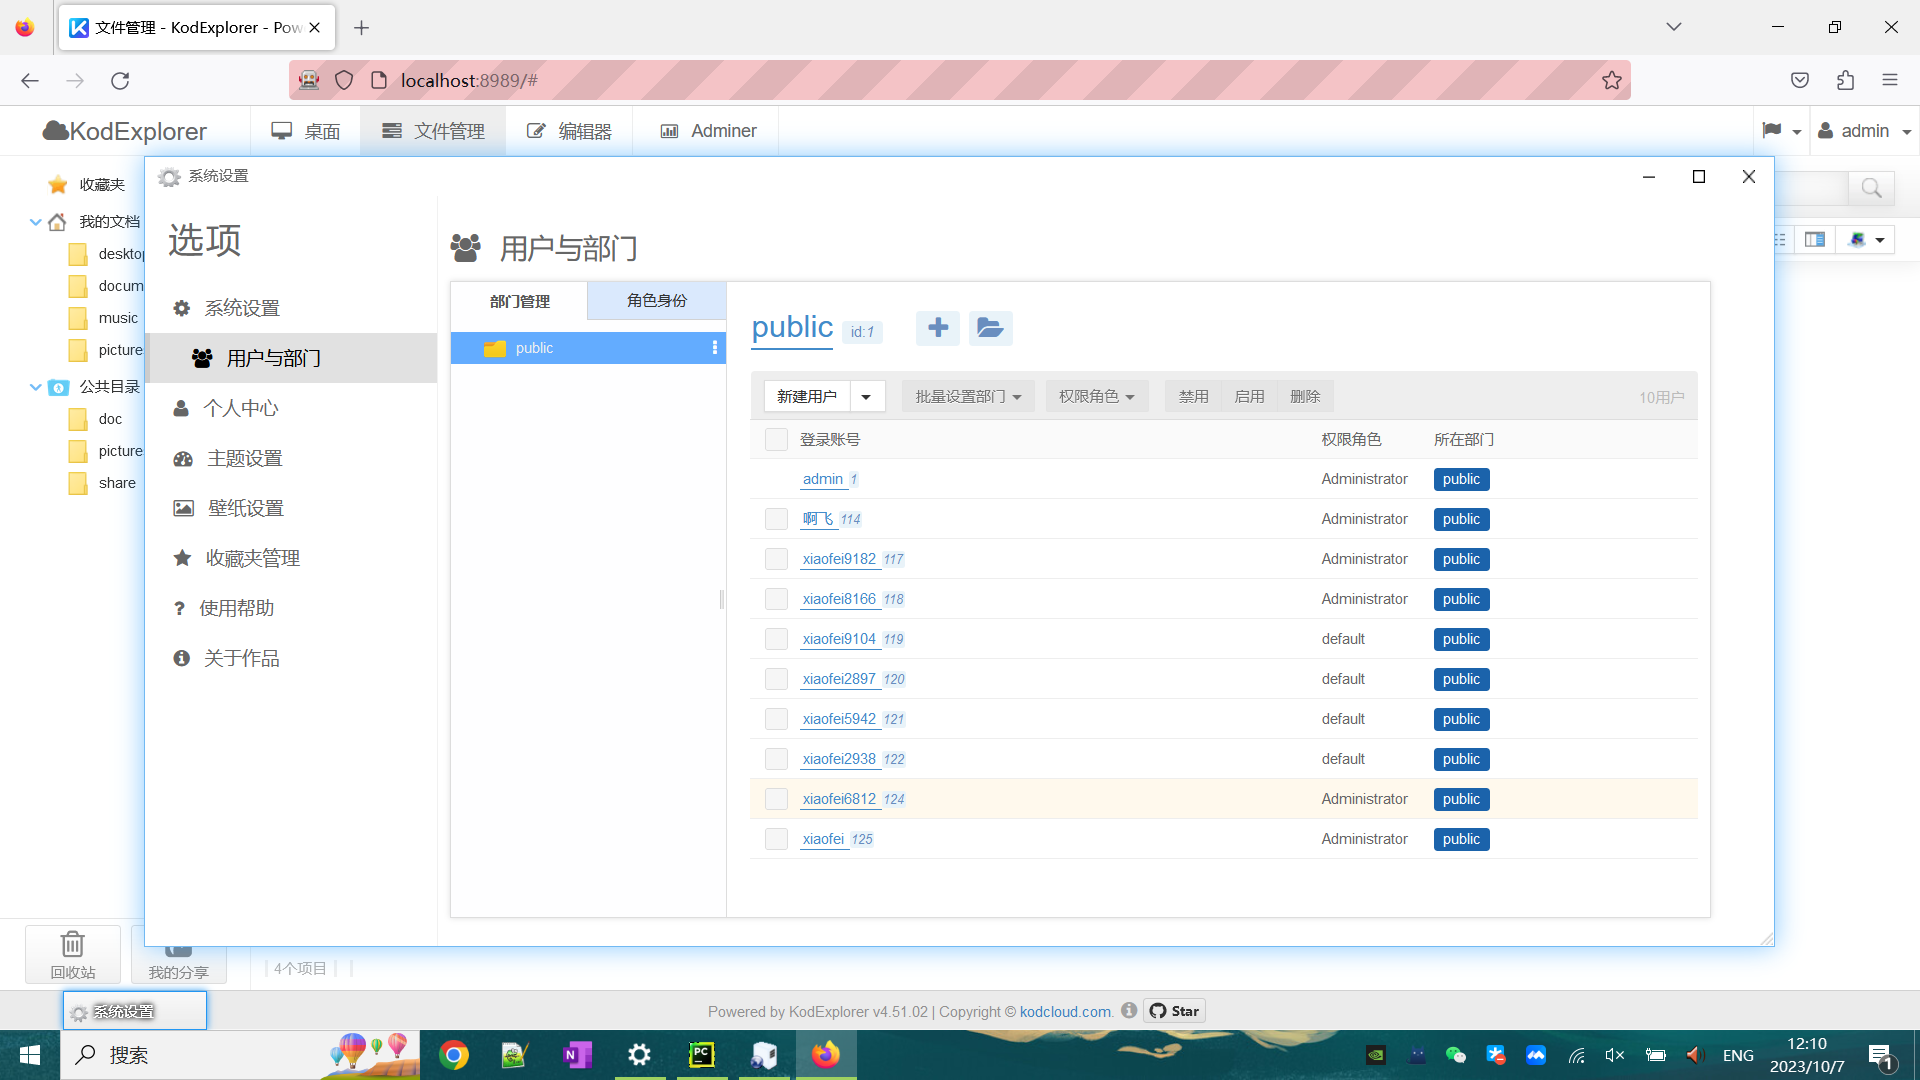 文件管理 - KodExplorer - Pow
localhost:8989/#
KodExplorer
桌面
文件管理
编辑器
Adminer
admin
收藏夹
我的文档
desktop
docum
music
picture
公共目录
doc
picture
share
系统设置
选项
系统设置
用户与部门
个人中心
主题设置
壁纸设置
收藏夹管理
使用帮助
关于作品
用户与部门
部门管理 角色身份
public
public id:1
新建用户 批量设置部门 权限角色 禁用 启用 删除 10用户
登录账号 权限角色 所在部门
admin 1 Administrator public
啊飞 114 Administrator public
xiaofei9182 117 Administrator public
xiaofei8166 118 Administrator public
xiaofei9104 119 default public
xiaofei2897 120 default public
xiaofei5942 121 default public
xiaofei2938 122 default public
xiaofei6812 124 Administrator public
xiaofei 125 Administrator public
回收站
我的分享
4个项目
系统设置
Powered by KodExplorer v4.51.02 | Copyright © kodcloud.com.
Star
搜索
N
PC
ENG
12:10
2023/10/7
1